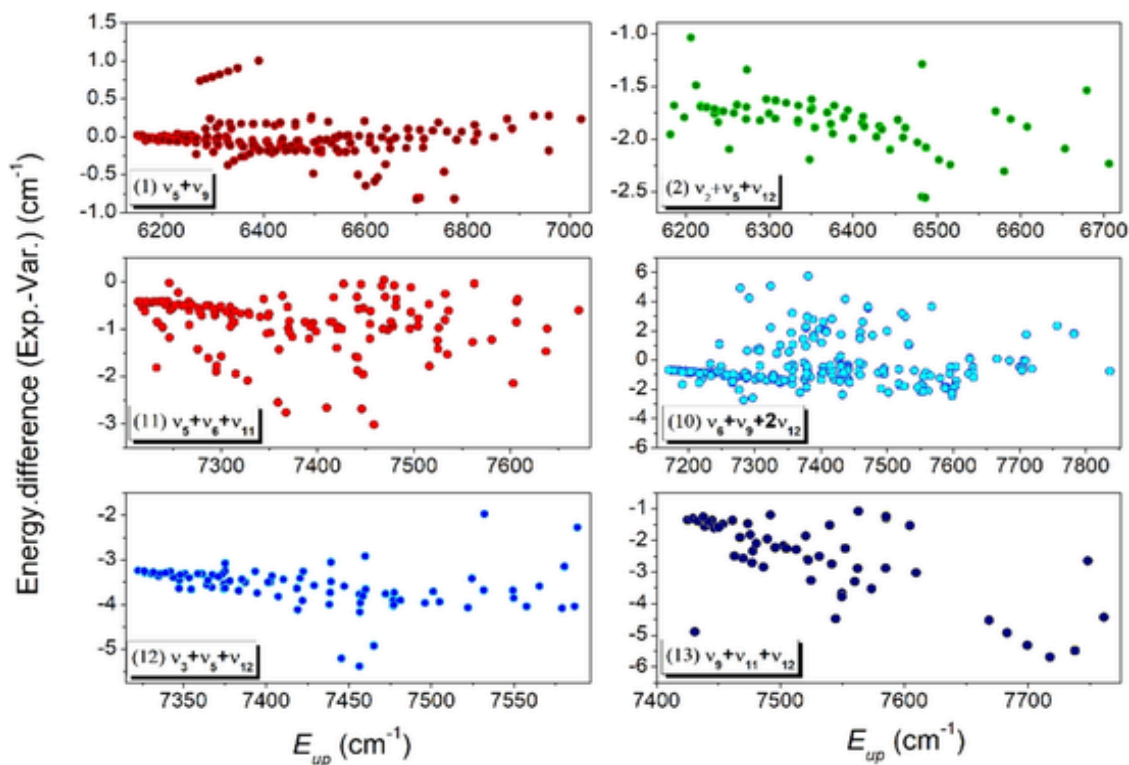 Energy.difference (Exp.-Var.) (cm⁻¹)
1.5
1.0
0.5
0.0
-0.5
-1.0
(1) ν₅+ν₉
6200 6400 6600 6800 7000
-1.0
-1.5
-2.0
-2.5
(2) ν₂+ν₅+ν₁₂
6200 6300 6400 6500 6600 6700
0
-1
-2
-3
(11) ν₅+ν₆+ν₁₁
7300 7400 7500 7600
6
4
2
0
-2
-4
-6
(10) ν₆+ν₉+2ν₁₂
7200 7300 7400 7500 7600 7700 7800
-2
-3
-4
-5
(12) ν₃+ν₅+ν₁₂
7350 7400 7450 7500 7550
E_up (cm⁻¹)
-1
-2
-3
-4
-5
-6
(13) ν₉+ν₁₁+ν₁₂
7400 7500 7600 7700
E_up (cm⁻¹)